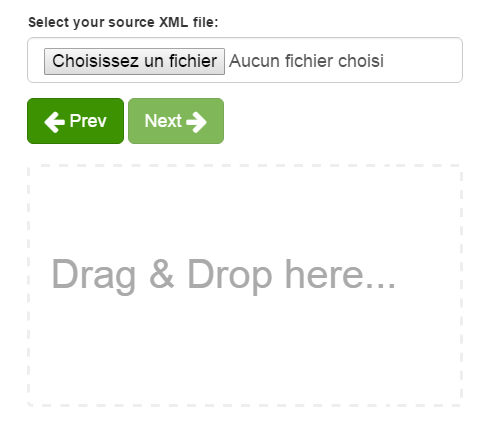 Select your source XML file:
Choisissez un fichier Aucun fichier choisi
Prev Next
Drag & Drop here...